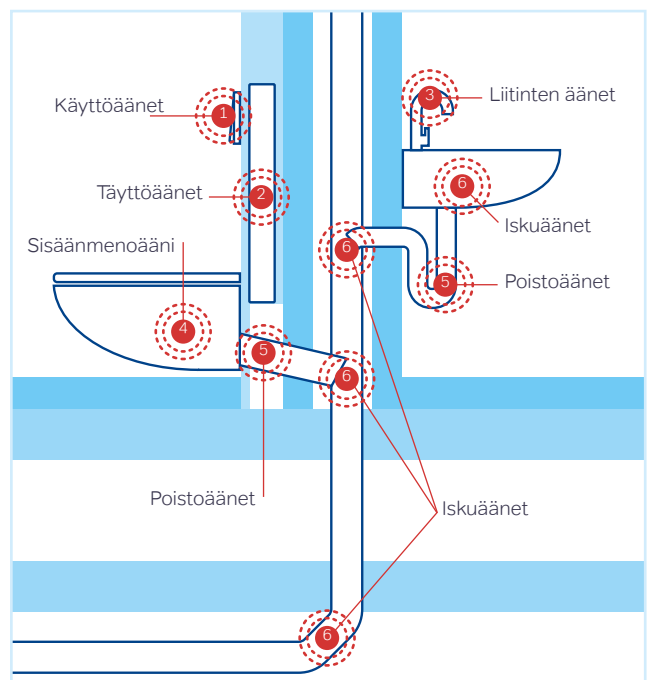 3
Liitinten äänet
Käyttöäänet
1
6
Täyttöäänet
2
Iskuäänet
Sisäänmenoääni
6
5
Poistoäänet
4
5
6
Poistoäänet
Iskuäänet
6